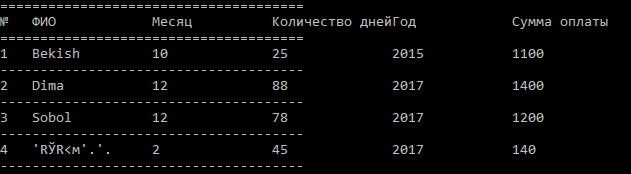 ======================================
№ ФИО Месяц Количество днейГод Сумма оплаты
======================================
1 Bekish 10 25 2015 1100
--------------------------------------
2 Dima 12 88 2017 1400
--------------------------------------
3 Sobol 12 78 2017 1200
--------------------------------------
4 'RЎR<м'.'. 2 45 2017 140
--------------------------------------